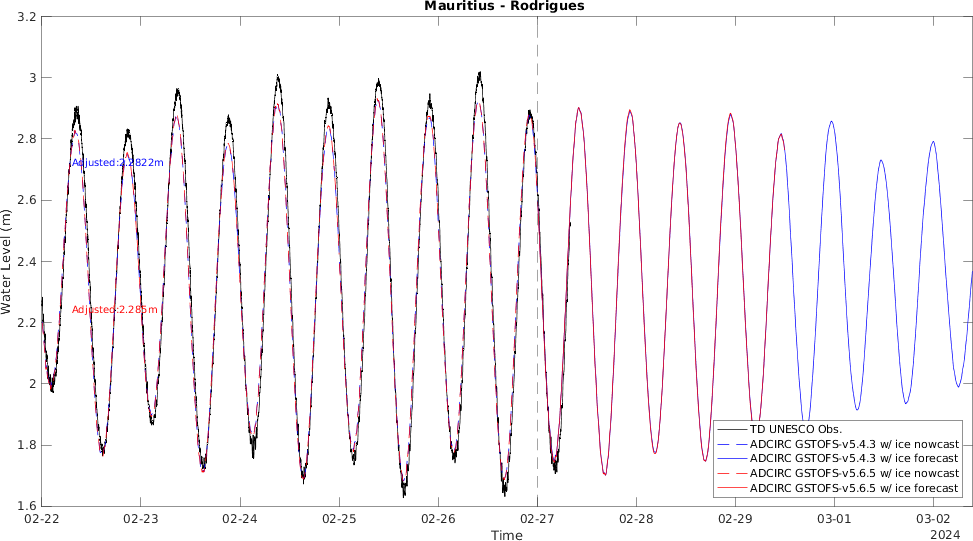 Mauritius - Rodrigues
3.2
3
2.8
2.6
2.4
2.2
2
1.8
1.6
Water Level (m)
Adjusted:2.2822m
Adjusted:2.285m
TD UNESCO Obs.
ADCIRC GSTOFS-v5.4.3 w/ ice nowcast
ADCIRC GSTOFS-v5.4.3 w/ ice forecast
ADCIRC GSTOFS-v5.6.5 w/ ice nowcast
ADCIRC GSTOFS-v5.6.5 w/ ice forecast
02-22 02-23 02-24 02-25 02-26 02-27 02-28 02-29 03-01 03-02
Time
2024